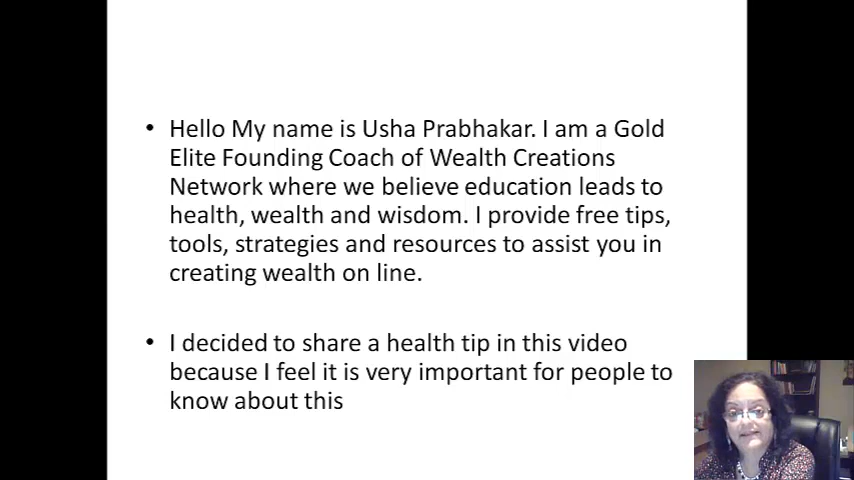 • Hello My name is Usha Prabhakar. I am a Gold
Elite Founding Coach of Wealth Creations
Network where we believe education leads to
health, wealth and wisdom. I provide free tips,
tools, strategies and resources to assist you in
creating wealth on line.
• I decided to share a health tip in this video
because I feel it is very important for people to
know about this